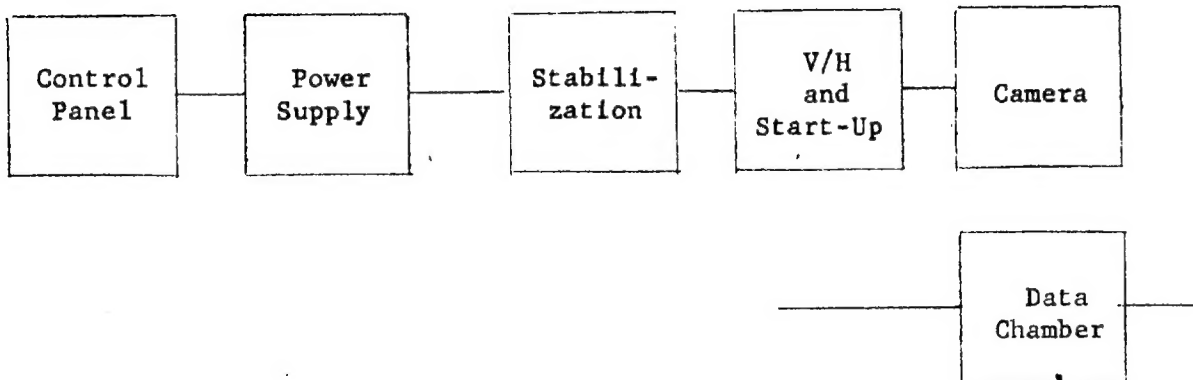 Control
Panel
Power
Supply
Stabili-
zation
V/H
and
Start-Up
Camera
Data
Chamber